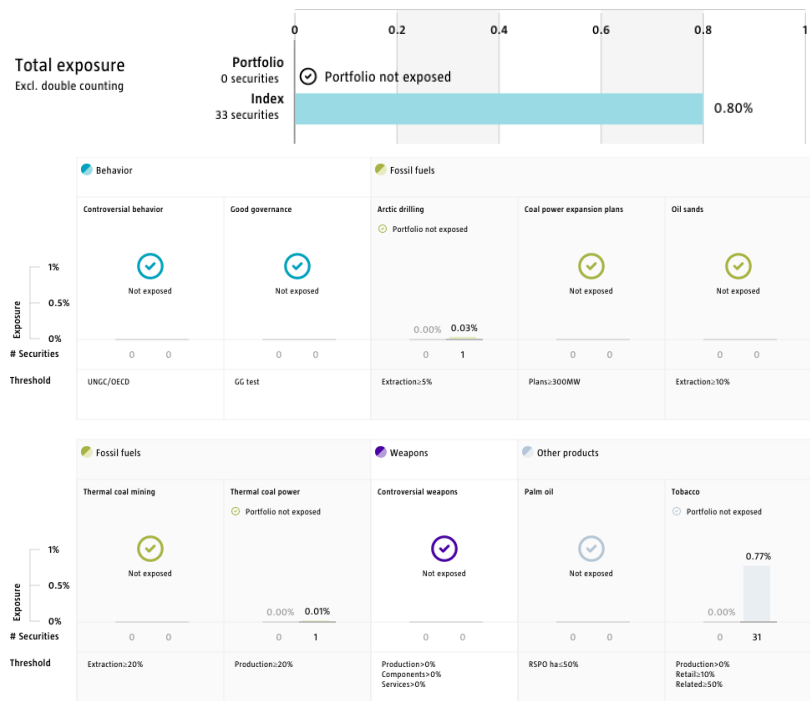 0 0.2 0.4 0.6 0.8 1
Total exposure
Excl. double counting
Portfolio
0 securities
Portfolio not exposed
Index
33 securities
0.80%
Behavior
Fossil fuels
Controversial behavior
Good governance
Arctic drilling
Coal power expansion plans
Oil sands
Portfolio not exposed
Not exposed
Not exposed
Not exposed
Not exposed
Exposure
1%
0.5%
0%
0.00% 0.03%
# Securities
0 0
0 0
0 1
0 0
0 0
Threshold
UNGC/OECD
GG test
Extraction≥5%
Plans≥300MW
Extraction≥10%
Fossil fuels
Weapons
Other products
Thermal coal mining
Thermal coal power
Controversial weapons
Palm oil
Tobacco
Portfolio not exposed
Portfolio not exposed
Not exposed
Not exposed
Not exposed
Exposure
1%
0.5%
0%
0.00% 0.01%
0.00% 0.77%
# Securities
0 0
0 1
0 0
0 0
0 31
Threshold
Extraction≥20%
Production≥20%
Production>0%
Components>0%
Services>0%
RSPO ha≤50%
Production>0%
Retail≥10%
Related≥50%